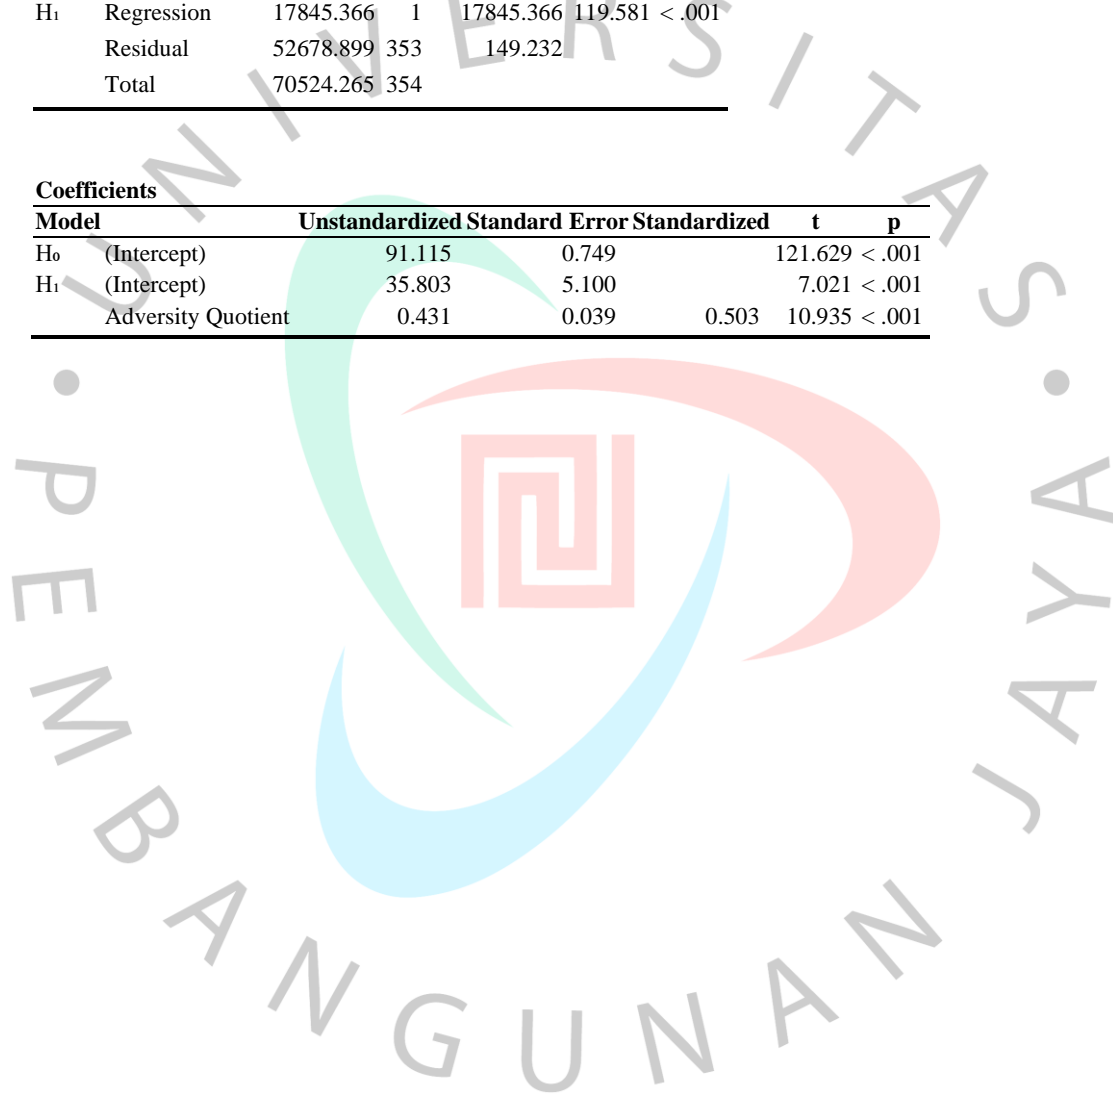 H₁ Regression 17845.366 1 17845.366 119.581 < .001
Residual 52678.899 353 149.232
Total 70524.265 354
Coefficients
Model Unstandardized Standard Error Standardized t p
H₀ (Intercept) 91.115 0.749 121.629 < .001
H₁ (Intercept) 35.803 5.100 7.021 < .001
Adversity Quotient 0.431 0.039 0.503 10.935 < .001
UNIVERSITAS • PEMBANGUNAN JAYA •